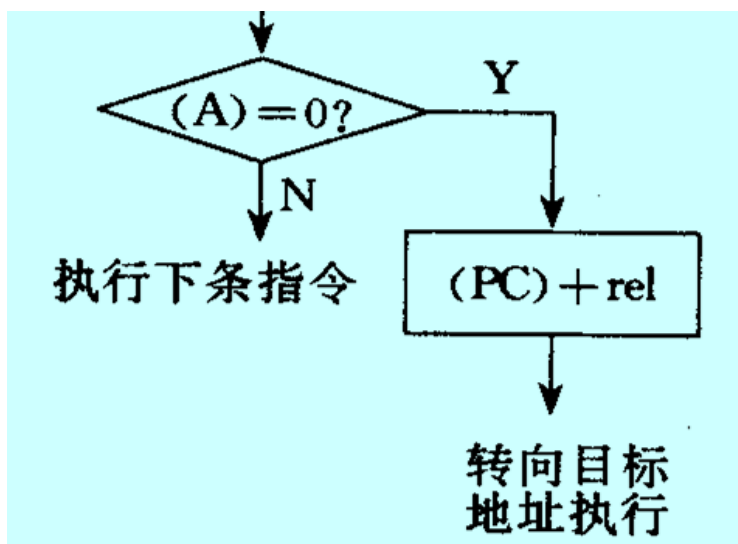 (A)=0?
Y
N
执行下条指令
(PC)+rel
转向目标
地址执行